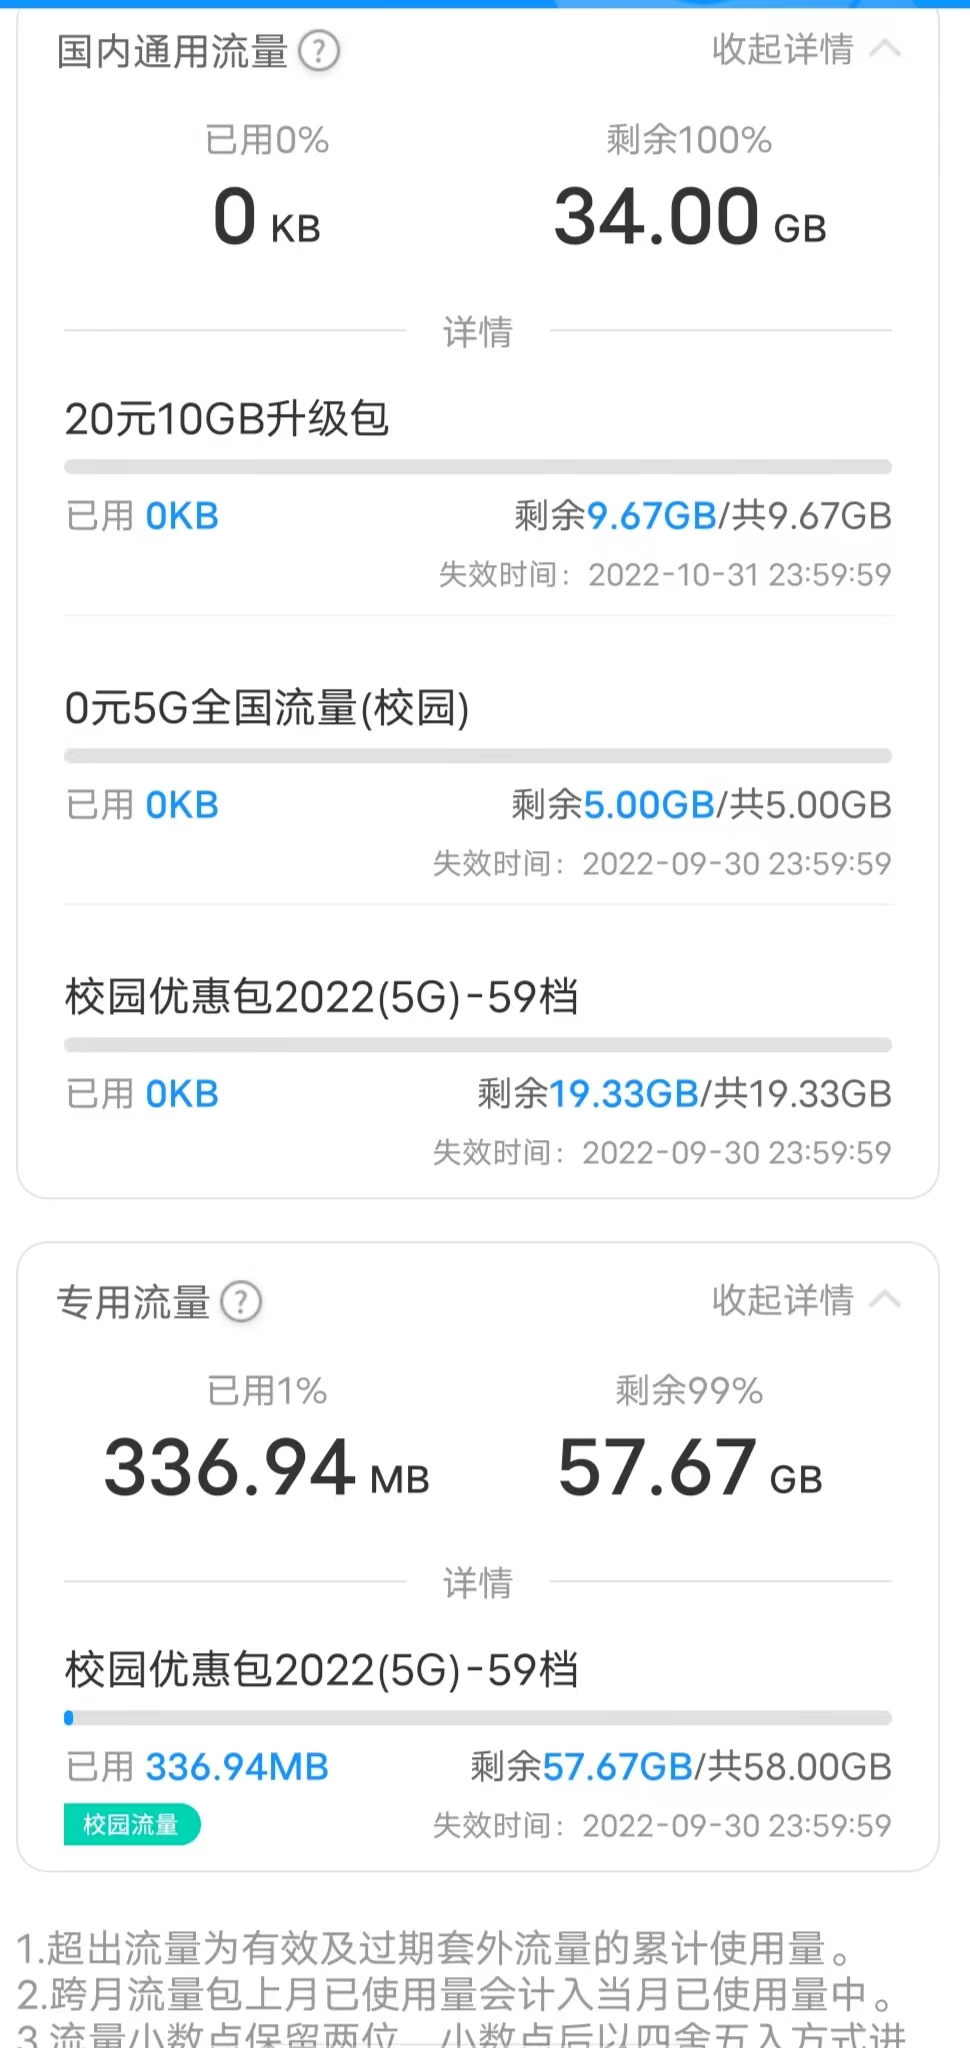 国内通用流量 ? 收起详情
已用0% 剩余100%
0 KB 34.00 GB
详情
20元10GB升级包
已用 0KB 剩余9.67GB/共9.67GB
失效时间：2022-10-31 23:59:59
0元5G全国流量(校园)
已用 0KB 剩余5.00GB/共5.00GB
失效时间：2022-09-30 23:59:59
校园优惠包2022(5G)-59档
已用 0KB 剩余19.33GB/共19.33GB
失效时间：2022-09-30 23:59:59
专用流量 ? 收起详情
已用1% 剩余99%
336.94 MB 57.67 GB
详情
校园优惠包2022(5G)-59档
已用 336.94MB 剩余57.67GB/共58.00GB
校园流量 失效时间：2022-09-30 23:59:59
1.超出流量为有效及过期套外流量的累计使用量。
2.跨月流量包上月已使用量会计入当月已使用量中。
3.流量小数点保留两位，小数点后以四舍五入方式进